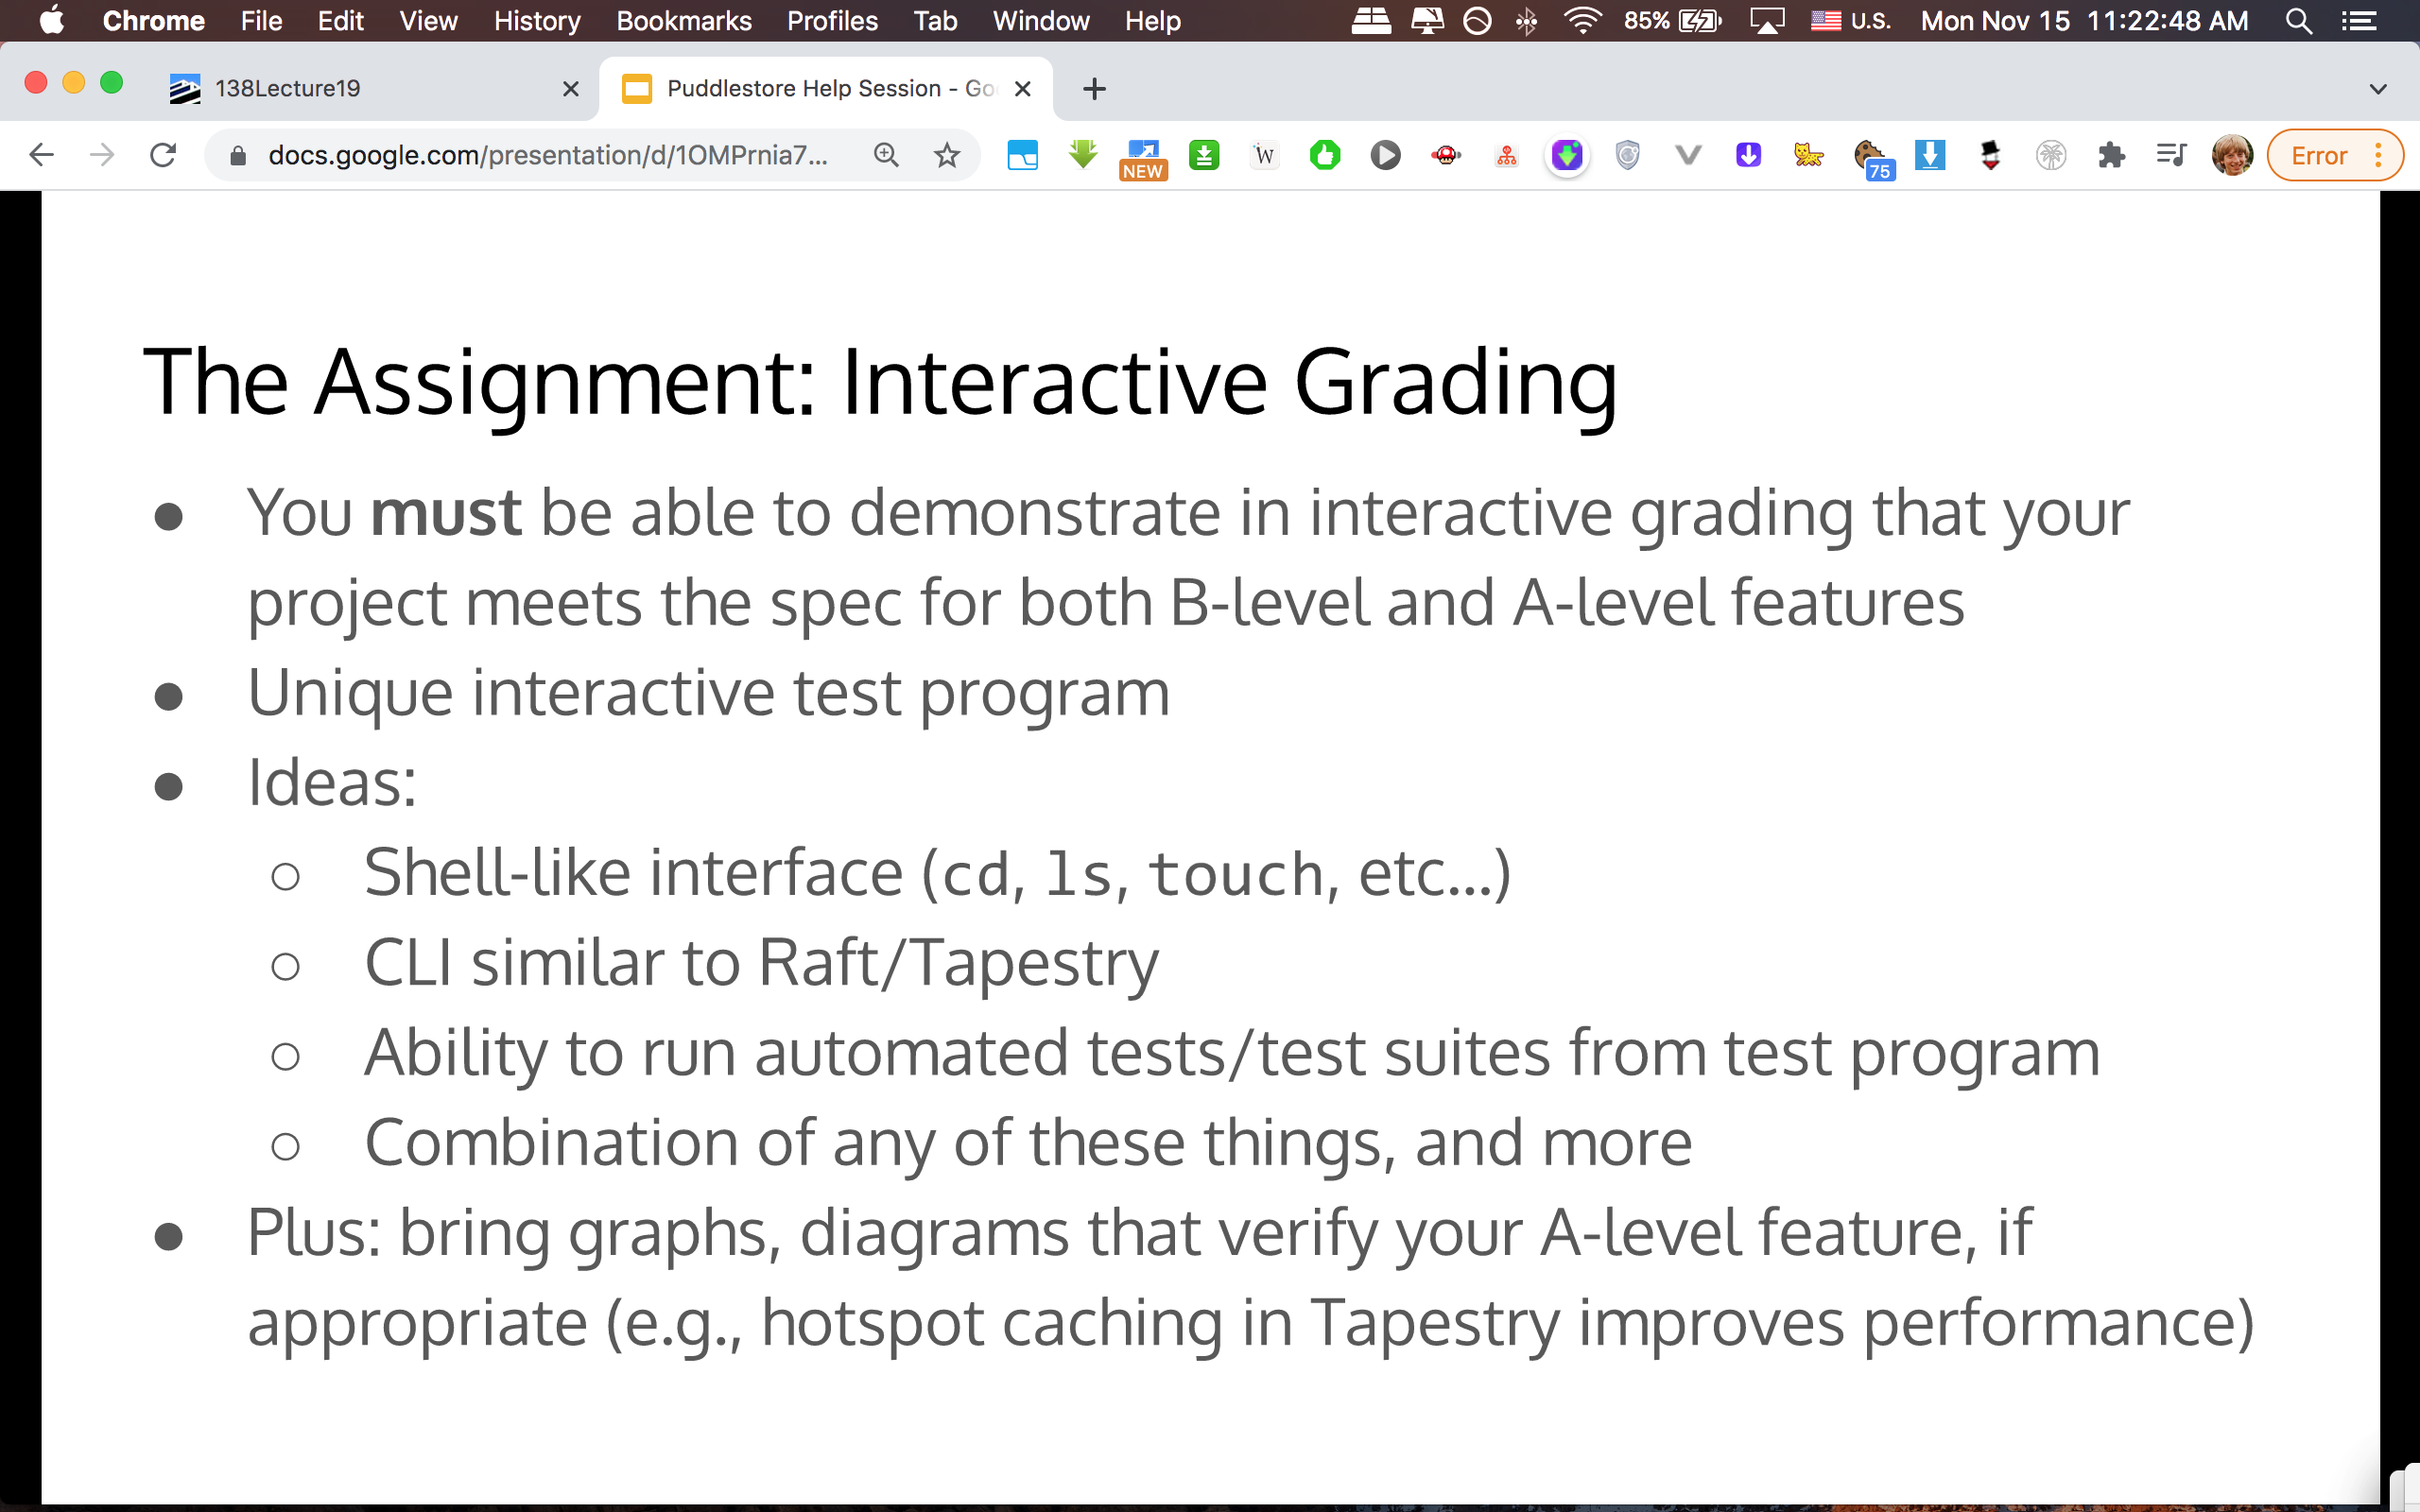 Chrome File Edit View History Bookmarks Profiles Tab Window Help 85% U.S. Mon Nov 15 11:22:48 AM
138Lecture19 Puddlestore Help Session - Goo
docs.google.com/presentation/d/1OMPrnia7... NEW W 75 Error
The Assignment: Interactive Grading
● You must be able to demonstrate in interactive grading that your
project meets the spec for both B-level and A-level features
● Unique interactive test program
● Ideas:
○ Shell-like interface (cd, ls, touch, etc...)
○ CLI similar to Raft/Tapestry
○ Ability to run automated tests/test suites from test program
○ Combination of any of these things, and more
● Plus: bring graphs, diagrams that verify your A-level feature, if
appropriate (e.g., hotspot caching in Tapestry improves performance)